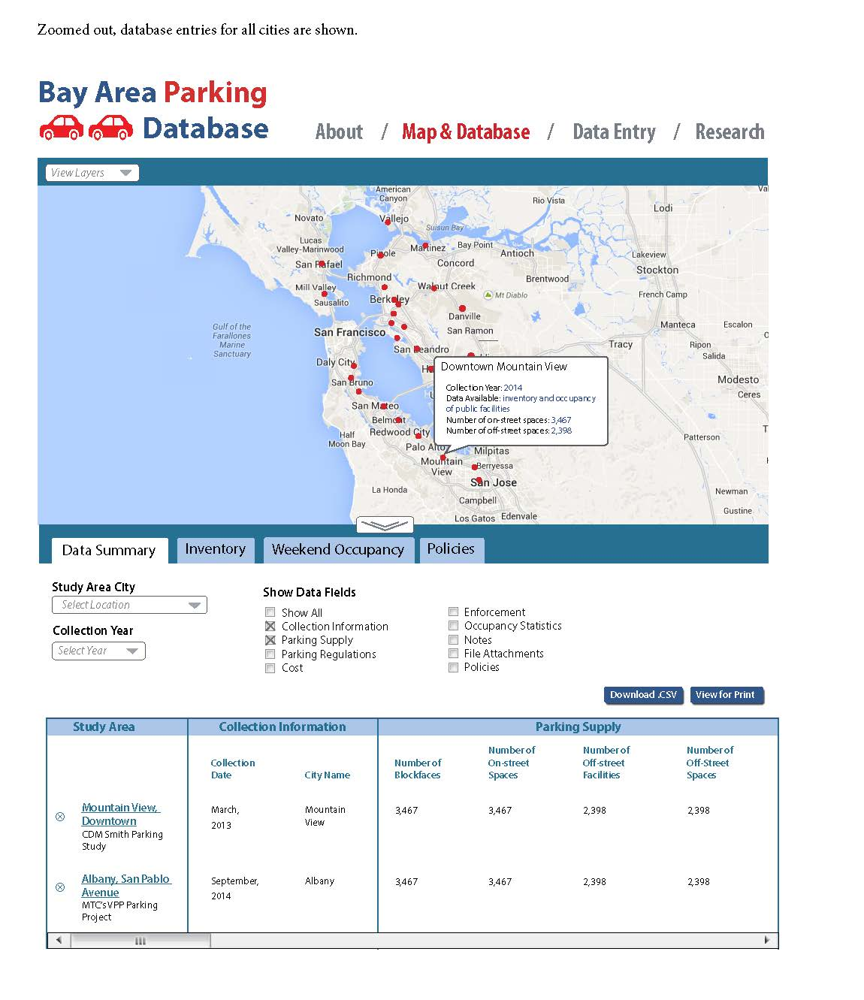 Zoomed out, database entries for all cities are shown.
Bay Area Parking
Database
About / Map & Database / Data Entry / Research
View Layers
American
Canyon
Rio Vista
Lodi
Novato
Vallejo
Suisun Bay
Lucas
Valley-Marinwood
Pinole
Martinez
Bay Point
Antioch
Lakeview
San Rafael
Concord
Stockton
Richmond
Brentwood
Mill Valley
Walnut Creek
Mt Diablo
French Camp
Sausalito
Berkeley
Danville
Gulf of the
Farallones
Marine
Sanctuary
San Francisco
San Ramon
Manteca
Escalon
San Leandro
Tracy
Ripon
Salida
Daly City
Modesto
San Bruno
Ceres
San Mateo
Belmont
Half
Moon Bay
Redwood City
Patterson
Palo Alto
Milpitas
Mountain
View
Berryessa
San Jose
La Honda
Newman
Campbell
Gustine
Los Gatos
Edenvale
Downtown Mountain View
Collection Year: 2014
Data Available: inventory and occupancy
of public facilities
Number of on-street spaces: 3,467
Number of off-street spaces: 2,398
Data Summary
Inventory
Weekend Occupancy
Policies
Study Area City
Select Location
Collection Year
Select Year
Show Data Fields
Show All
Collection Information
Parking Supply
Parking Regulations
Cost
Enforcement
Occupancy Statistics
Notes
File Attachments
Policies
Download .CSV
View for Print
Study Area
Collection Information
Parking Supply
Collection
Date
City Name
Number of
Blockfaces
Number of
On-street
Spaces
Number of
Off-street
Facilities
Number of
Off-Street
Spaces
Mountain View,
Downtown
CDM Smith Parking
Study
March,
2013
Mountain
View
3,467
3,467
2,398
2,398
Albany, San Pablo
Avenue
MTC's VPP Parking
Project
September,
2014
Albany
3,467
3,467
2,398
2,398